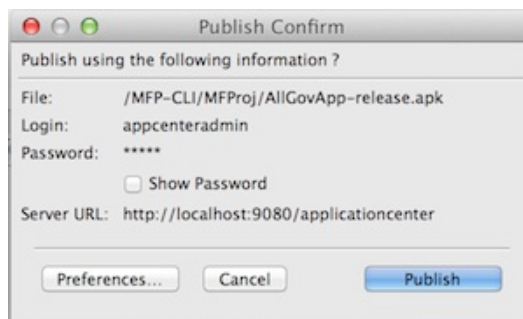 Publish Confirm
Publish using the following information ?
File: /MFP-CLI/MFProj/AllGovApp-release.apk
Login: appcenteradmin
Password: *****
Show Password
Server URL: http://localhost:9080/applicationcenter
Preferences... Cancel Publish